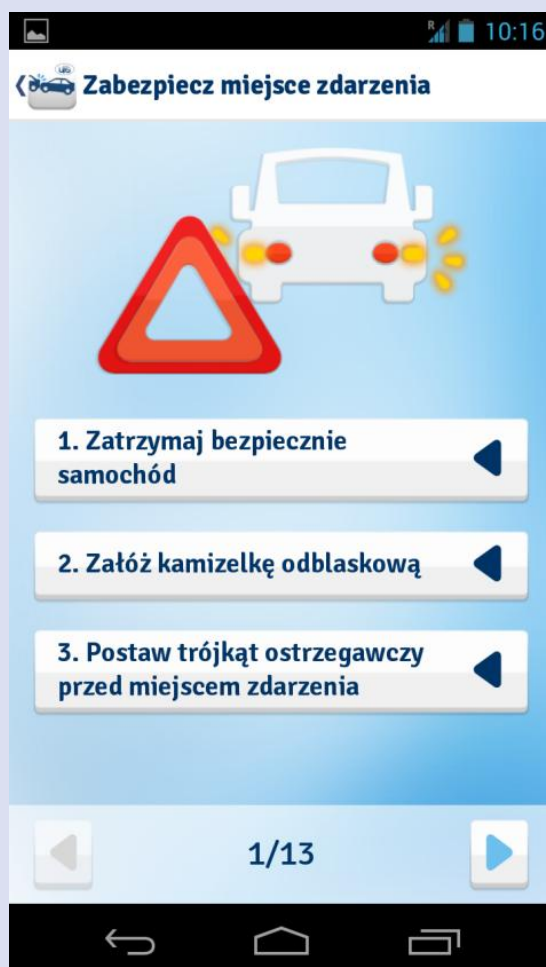 R
10:16
Zabezpiecz miejsce zdarzenia
1. Zatrzymaj bezpiecznie
samochód
2. Załóż kamizelkę odblaskową
3. Postaw trójkąt ostrzegawczy
przed miejscem zdarzenia
1/13